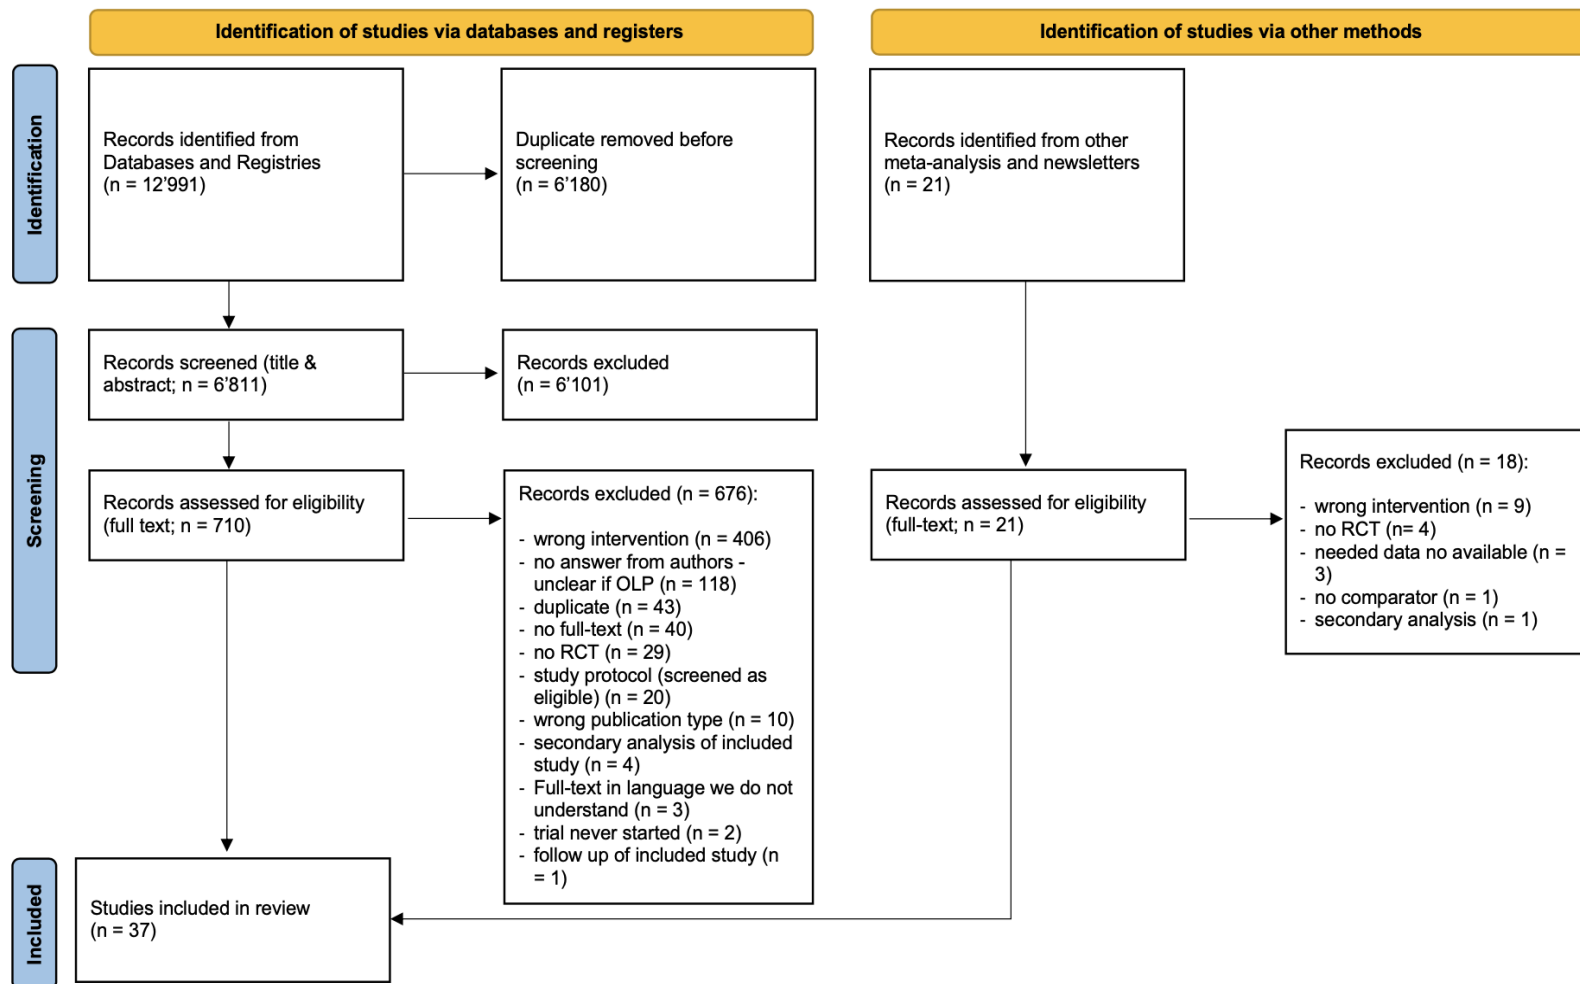 Identification of studies via databases and registers
Identification of studies via other methods
Identification
Records identified from
Databases and Registries
(n = 12’991)
Duplicate removed before
screening
(n = 6’180)
Records identified from other
meta-analysis and newsletters
(n = 21)
Screening
Records screened (title &
abstract; n = 6’811)
Records excluded
(n = 6’101)
Records assessed for eligibility
(full text; n = 710)
Records excluded (n = 676):
- wrong intervention (n = 406)
- no answer from authors -
unclear if OLP (n = 118)
- duplicate (n = 43)
- no full-text (n = 40)
- no RCT (n = 29)
- study protocol (screened as
eligible) (n = 20)
- wrong publication type (n = 10)
- secondary analysis of included
study (n = 4)
- Full-text in language we do not
understand (n = 3)
- trial never started (n = 2)
- follow up of included study (n
= 1)
Records assessed for eligibility
(full-text; n = 21)
Records excluded (n = 18):
- wrong intervention (n = 9)
- no RCT (n= 4)
- needed data no available (n =
3)
- no comparator (n = 1)
- secondary analysis (n = 1)
Included
Studies included in review
(n = 37)